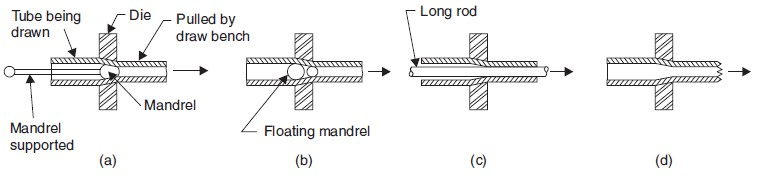 Tube being
drawn
Die
Pulled by
draw bench
Mandrel
Mandrel
supported
(a)
Floating mandrel
(b)
Long rod
(c)
(d)